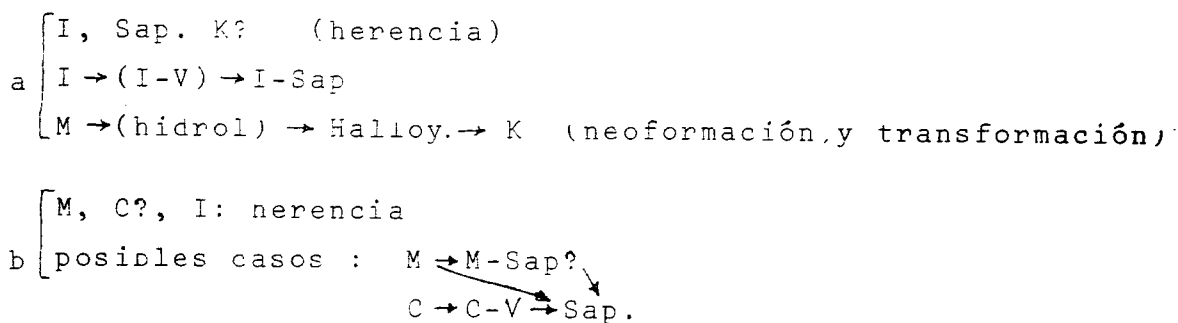 I, Sap. K? (herencia)
a I → (I-V) → I-Sap
M → (hidrol) → Halloy. → K (neoformación, y transformación)
M, C?, I: nerencia
b posibles casos : M → M-Sap?
C → C-V → Sap.